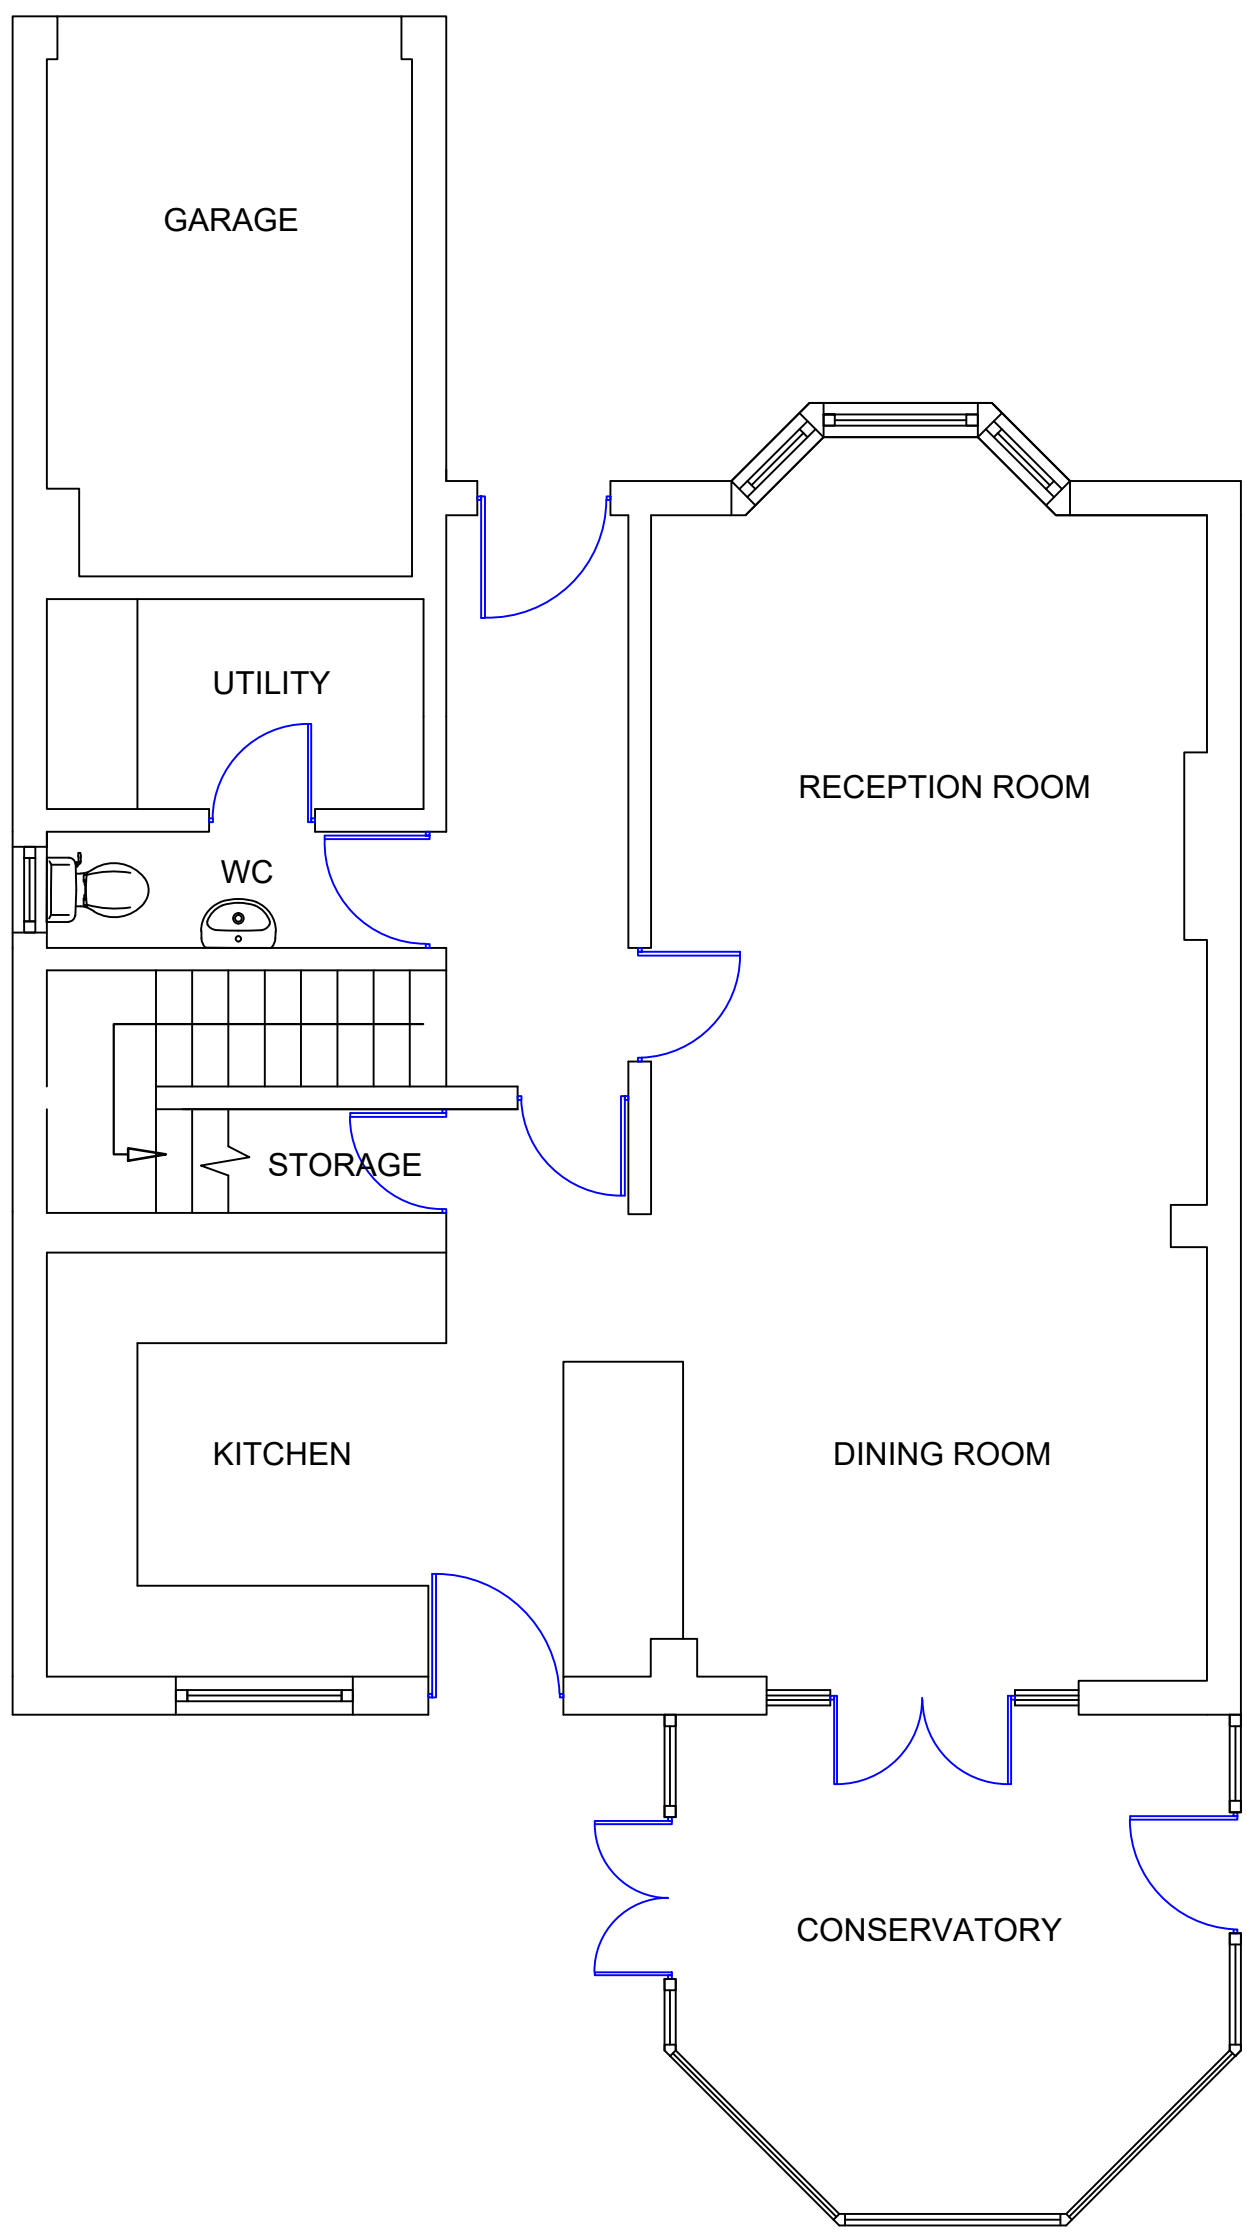 GARAGE
UTILITY
RECEPTION ROOM
WC
STORAGE
KITCHEN
DINING ROOM
CONSERVATORY